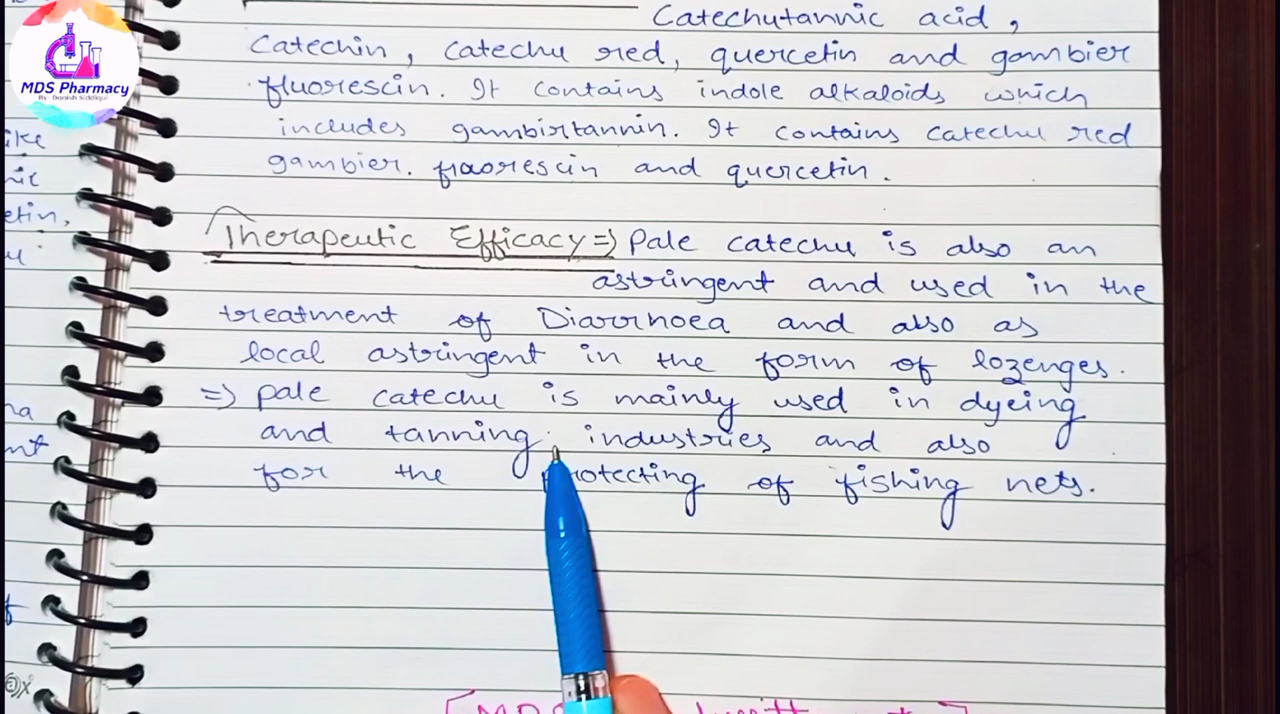 MDS Pharmacy
By: Danish Siddiqui
Catechutannic acid,
Catechin, catechu red, quercetin and gambier
fluorescin. It contains indole alkaloids which
includes gambirtannin. It contains catechu red
gambier. fluorescin and quercetin.
Therapeutic Efficacy => Pale catechu is also an
astringent and used in the
treatment of Diarrhoea and also as
local astringent in the form of lozenges.
=> pale catechu is mainly used in dyeing
and tanning industries and also
for the protecting of fishing nets.